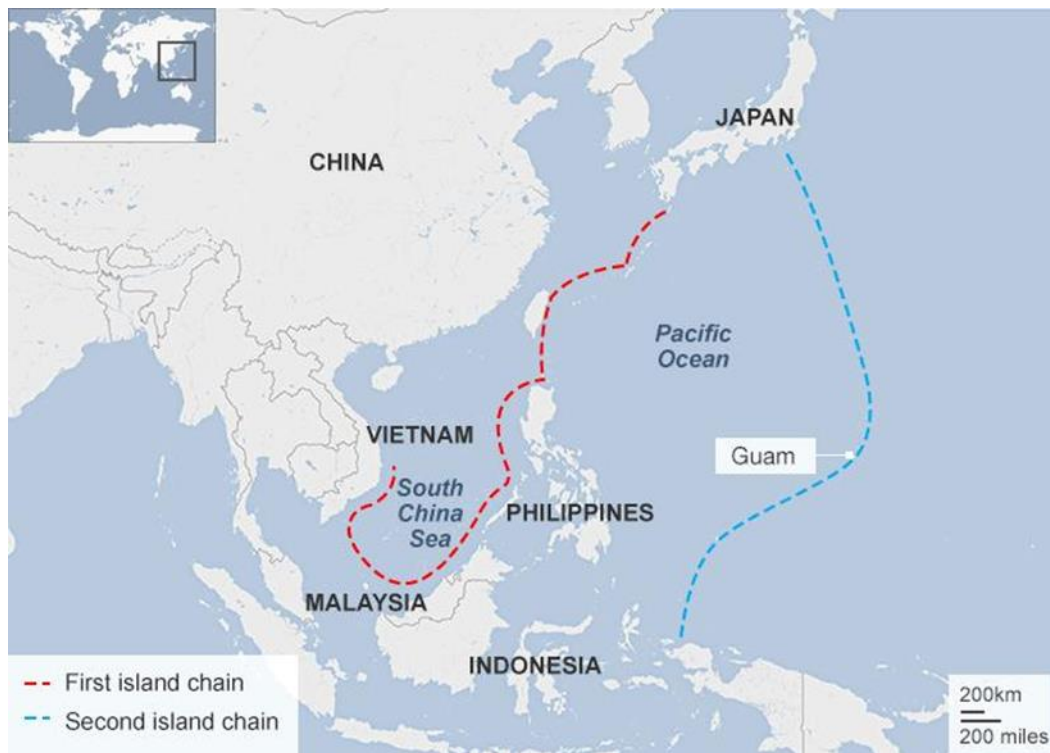 JAPAN
CHINA
Pacific
Ocean
VIETNAM
Guam
South
China
Sea
PHILIPPINES
MALAYSIA
INDONESIA
First island chain
Second island chain
200km
200 miles